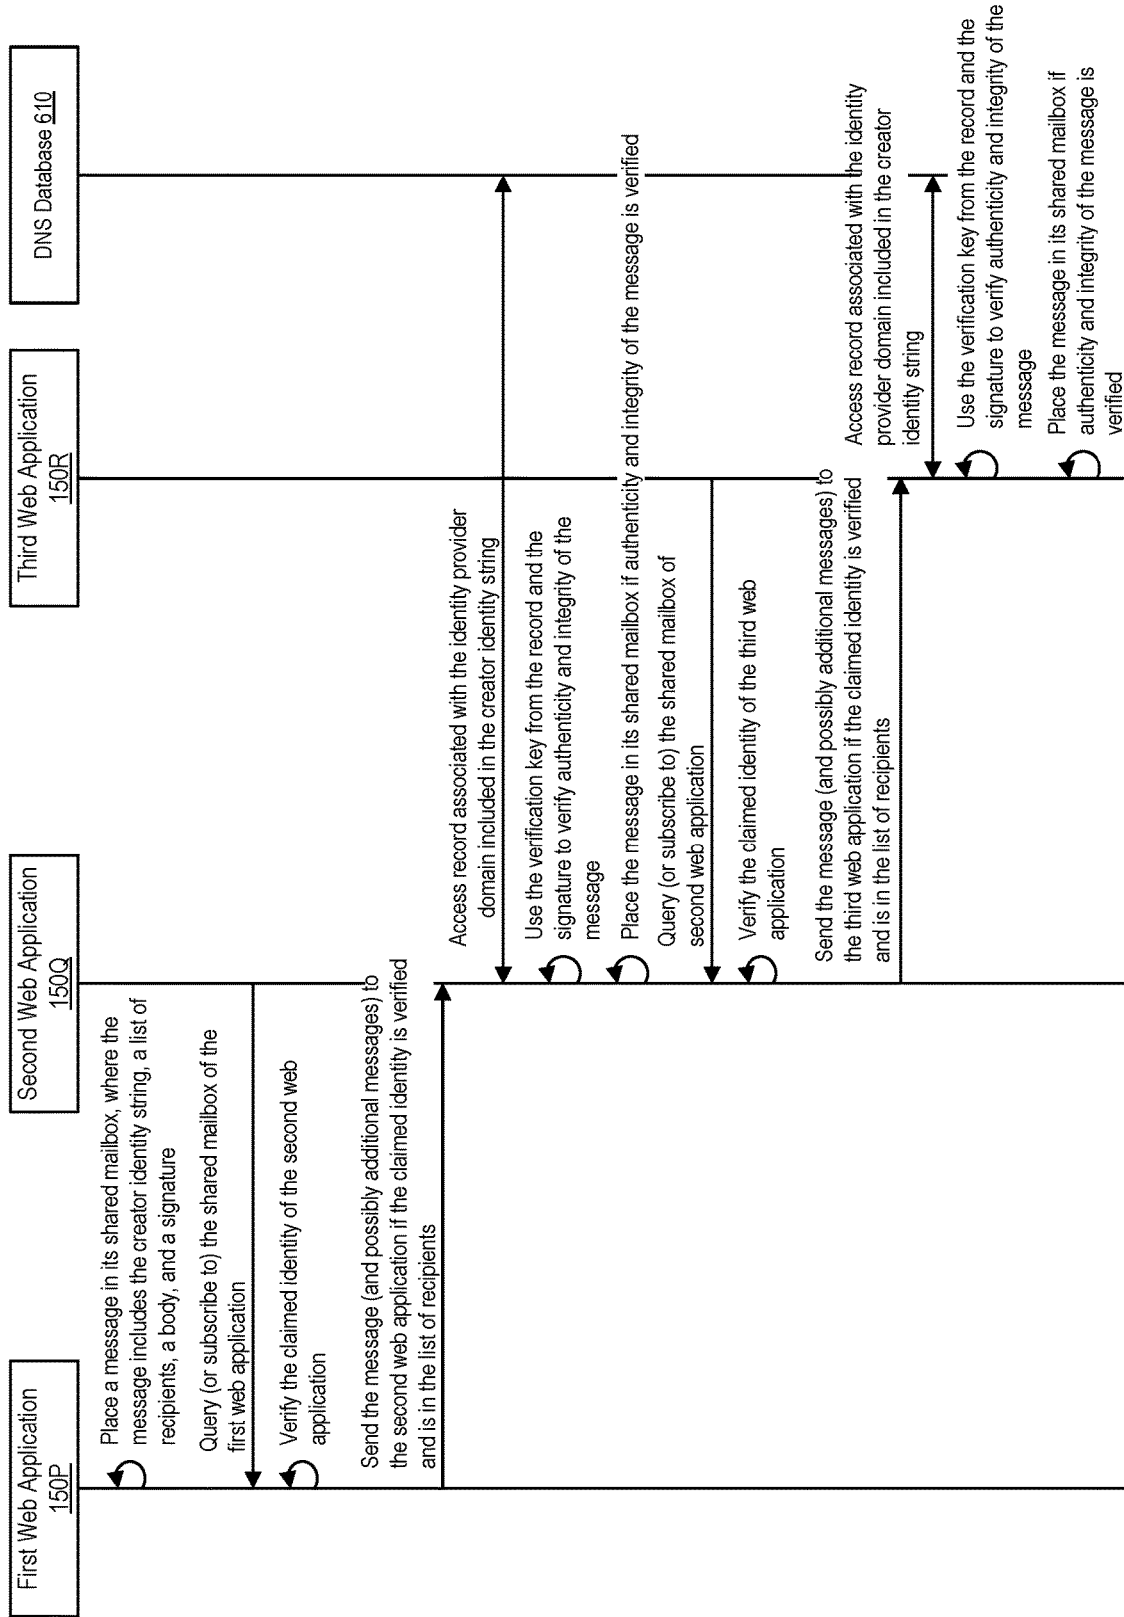 First Web Application
150P
Second Web Application
150Q
Third Web Application
150R
DNS Database 610
Place a message in its shared mailbox, where the
message includes the creator identity string, a list of
recipients, a body, and a signature
Query (or subscribe to) the shared mailbox of the
first web application
Verify the claimed identity of the second web
application
Send the message (and possibly additional messages) to
the second web application if the claimed identity is verified
and is in the list of recipients
Access record associated with the identity provider
domain included in the creator identity string
Use the verification key from the record and the
signature to verify authenticity and integrity of the
message
Place the message in its shared mailbox if authenticity and integrity of the message is verified
Query (or subscribe to) the shared mailbox of
second web application
Verify the claimed identity of the third web
application
Send the message (and possibly additional messages) to
the third web application if the claimed identity is verified
and is in the list of recipients
Access record associated with the identity
provider domain included in the creator
identity string
Use the verification key from the record and the
signature to verify authenticity and integrity of the
message
Place the message in its shared mailbox if
authenticity and integrity of the message is
verified